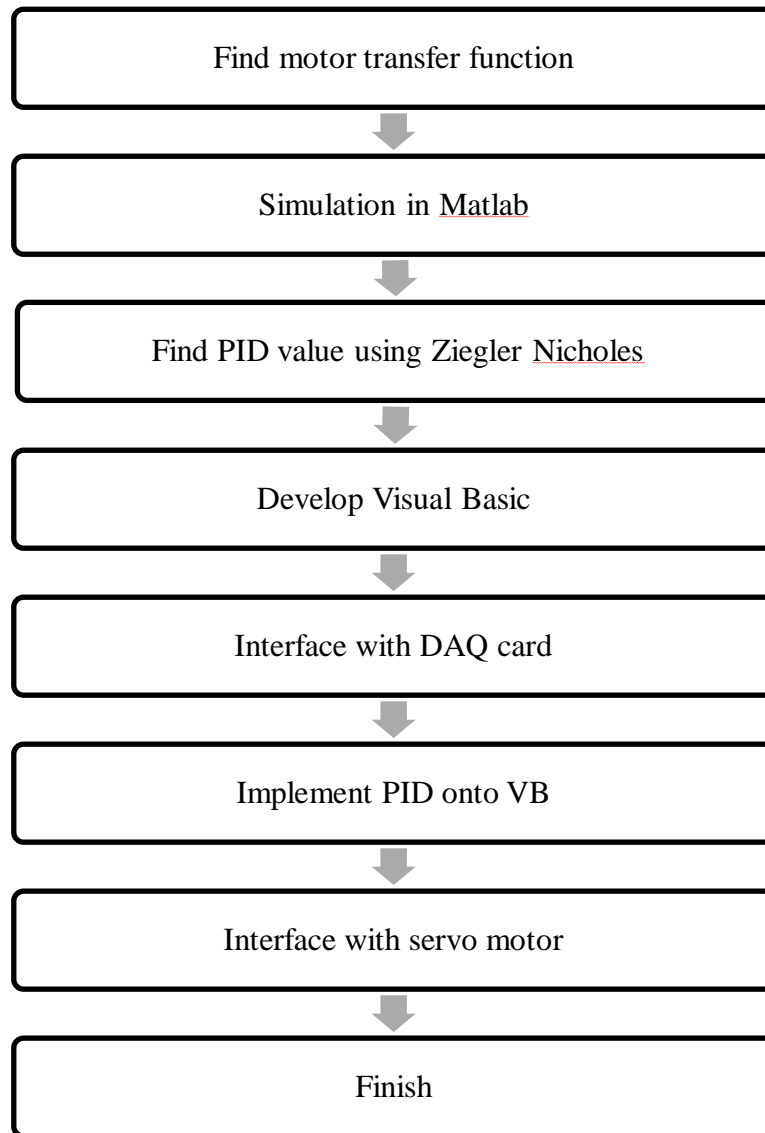 Find motor transfer function
Simulation in Matlab
Find PID value using Ziegler Nicholes
Develop Visual Basic
Interface with DAQ card
Implement PID onto VB
Interface with servo motor
Finish